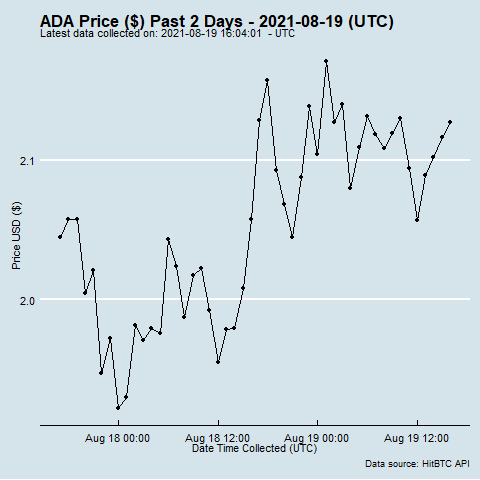 ADA Price ($) Past 2 Days - 2021-08-19 (UTC)
Latest data collected on: 2021-08-19 16:04:01  - UTC
Price USD ($)
2.1
2.0
Aug 18 00:00 Aug 18 12:00 Aug 19 00:00 Aug 19 12:00
Date Time Collected (UTC)
Data source: HitBTC API